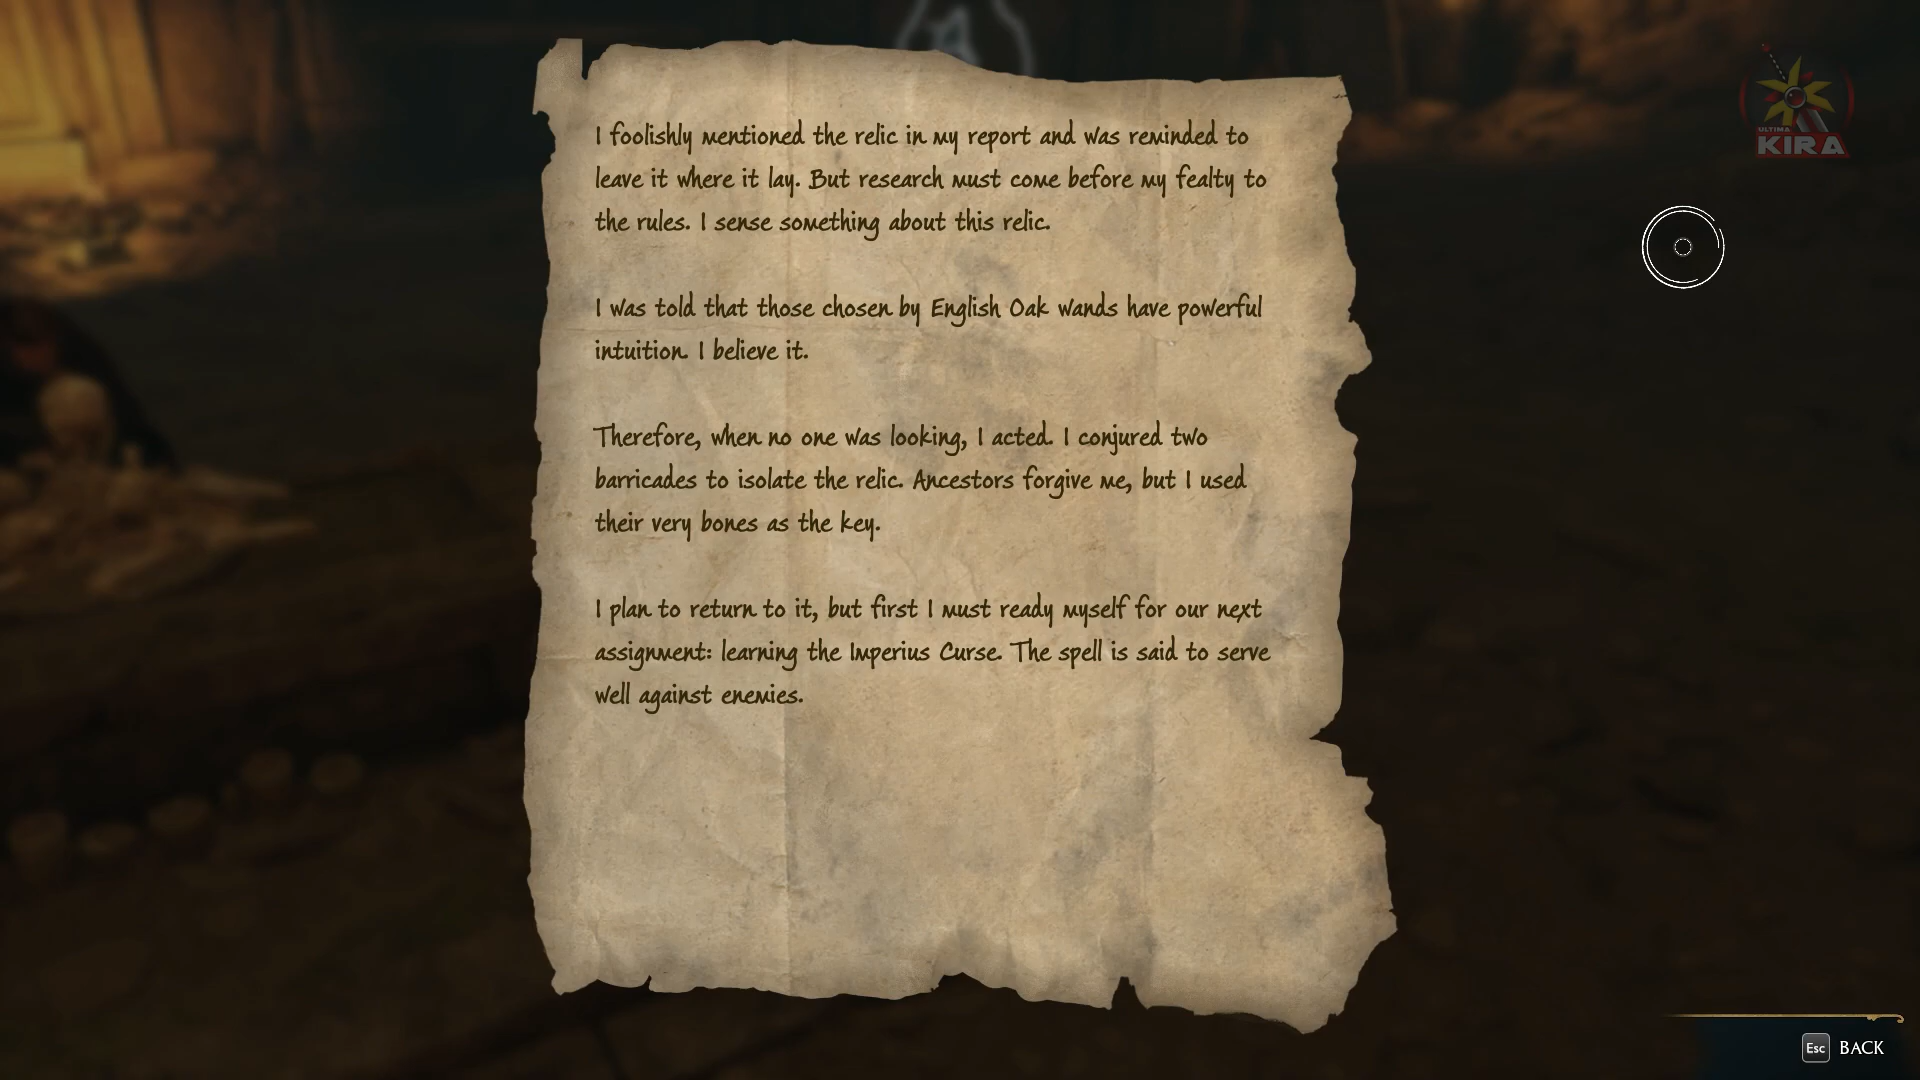 ULTIMA
KIRA
I foolishly mentioned the relic in my report and was reminded to
leave it where it lay. But research must come before my fealty to
the rules. I sense something about this relic.
I was told that those chosen by English Oak wands have powerful
intuition. I believe it.
Therefore, when no one was looking, I acted. I conjured two
barricades to isolate the relic. Ancestors forgive me, but I used
their very bones as the key.
I plan to return to it, but first I must ready myself for our next
assignment: learning the Imperius Curse. The spell is said to serve
well against enemies.
Esc BACK